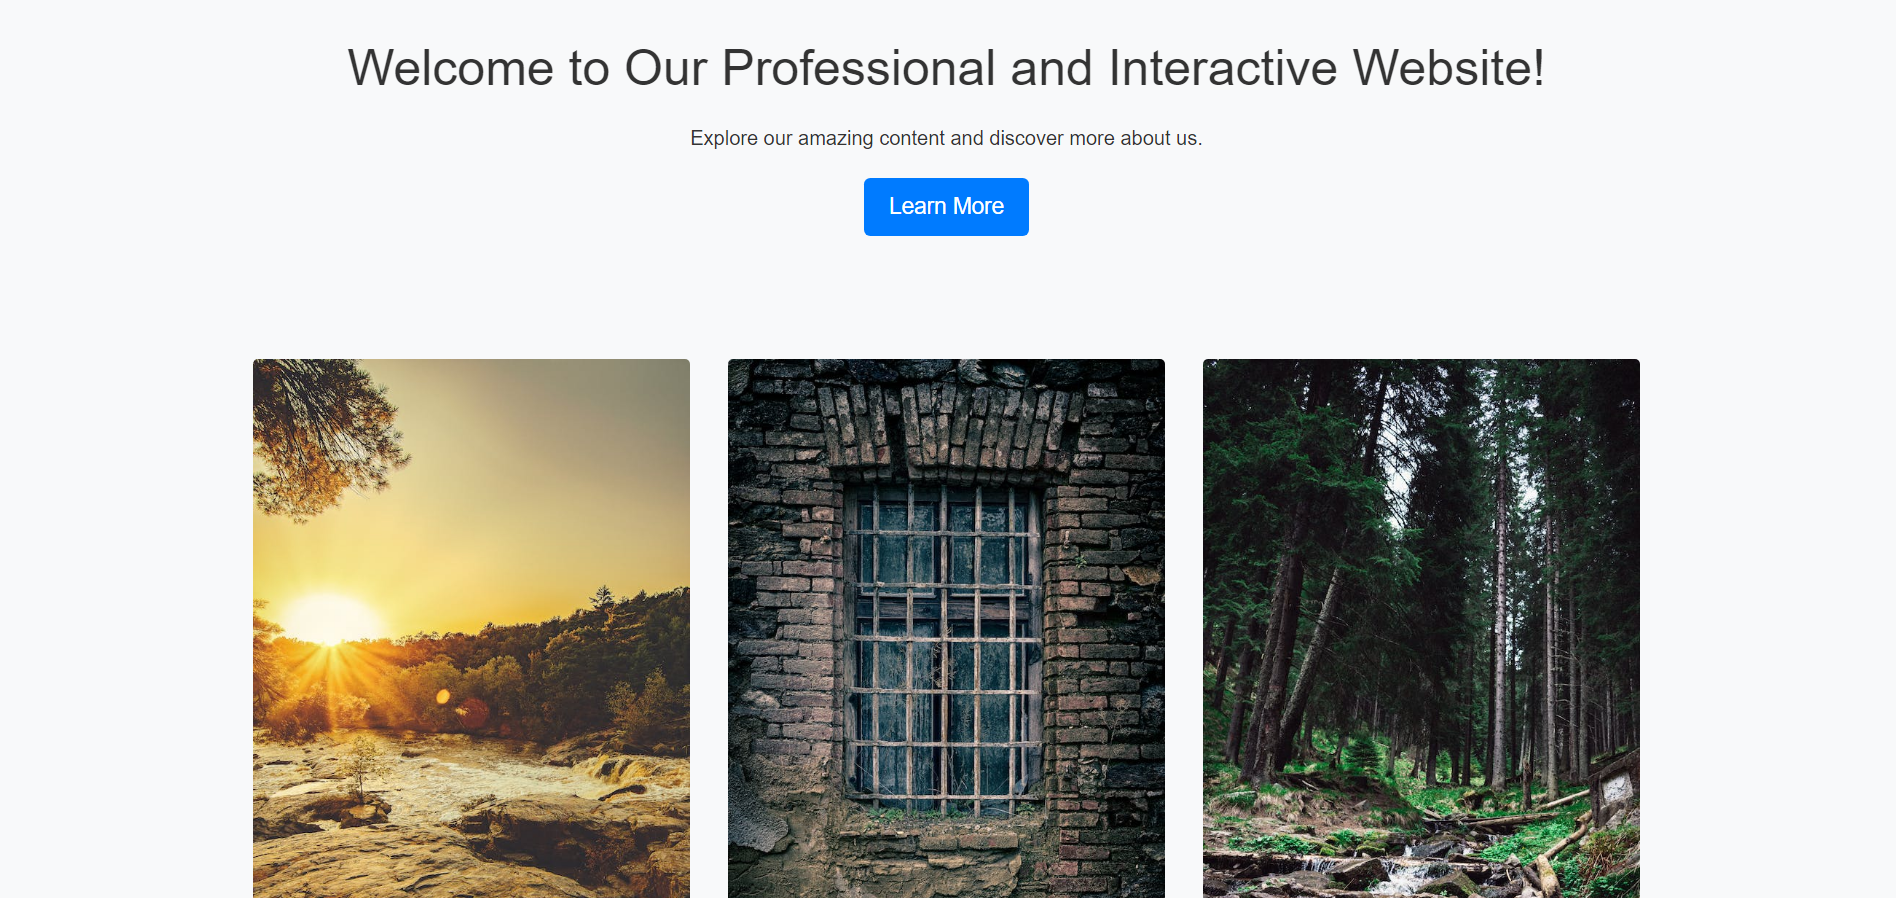 Welcome to Our Professional and Interactive Website!
Explore our amazing content and discover more about us.
Learn More